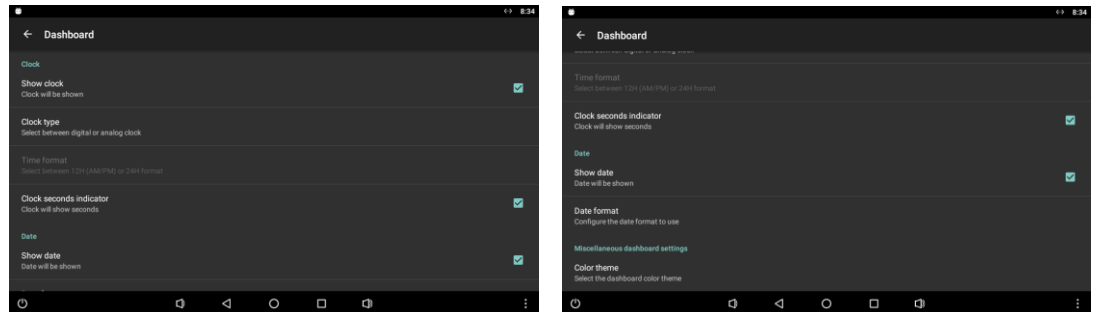 8:34
Dashboard
Clock
Show clock
Clock will be shown
Clock type
Select between digital or analog clock
Time format
Select between 12H (AM/PM) or 24H format
Clock seconds indicator
Clock will show seconds
Date
Show date
Date will be shown
8:34
Dashboard
Time format
Select between 12H (AM/PM) or 24H format
Clock seconds indicator
Clock will show seconds
Date
Show date
Date will be shown
Date format
Configure the date format to use
Miscellaneous dashboard settings
Color theme
Select the dashboard color theme